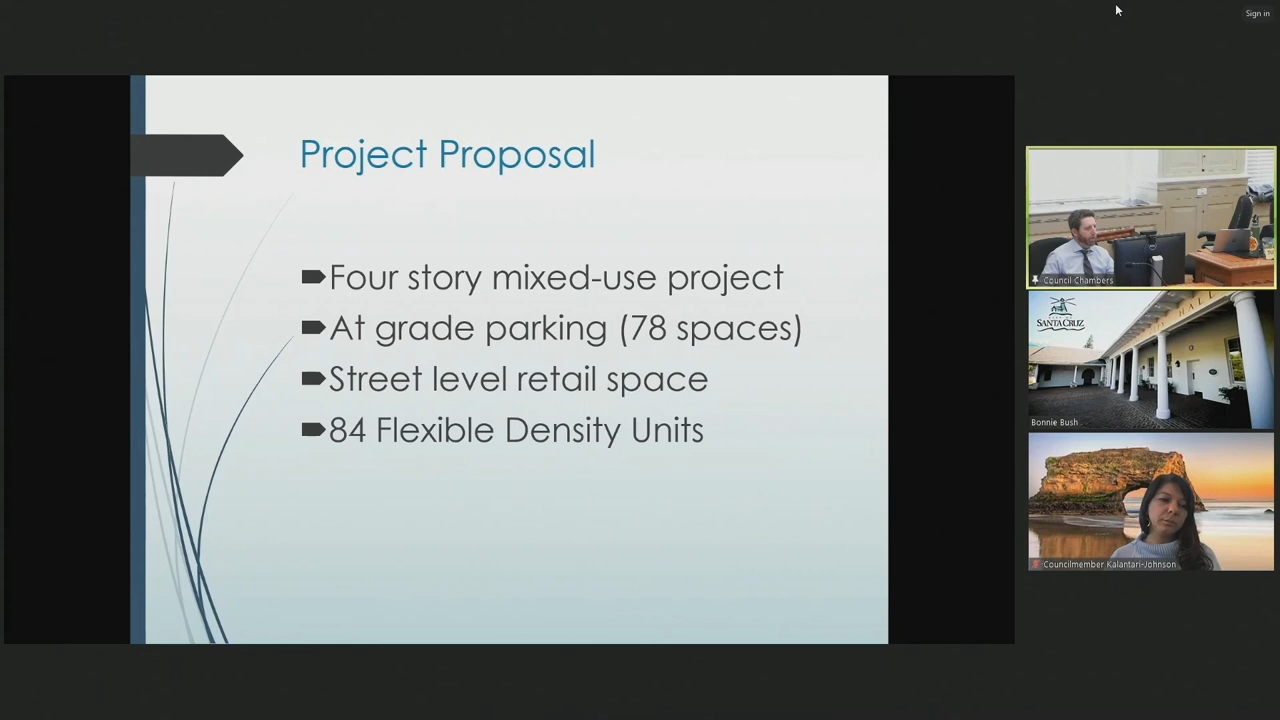 Sign in
Project Proposal
Four story mixed-use project
At grade parking (78 spaces)
Street level retail space
84 Flexible Density Units
Council Chambers
SANTA CRUZ
HALL
Bonnie Bush
Councilmember Kalantari-Johnson